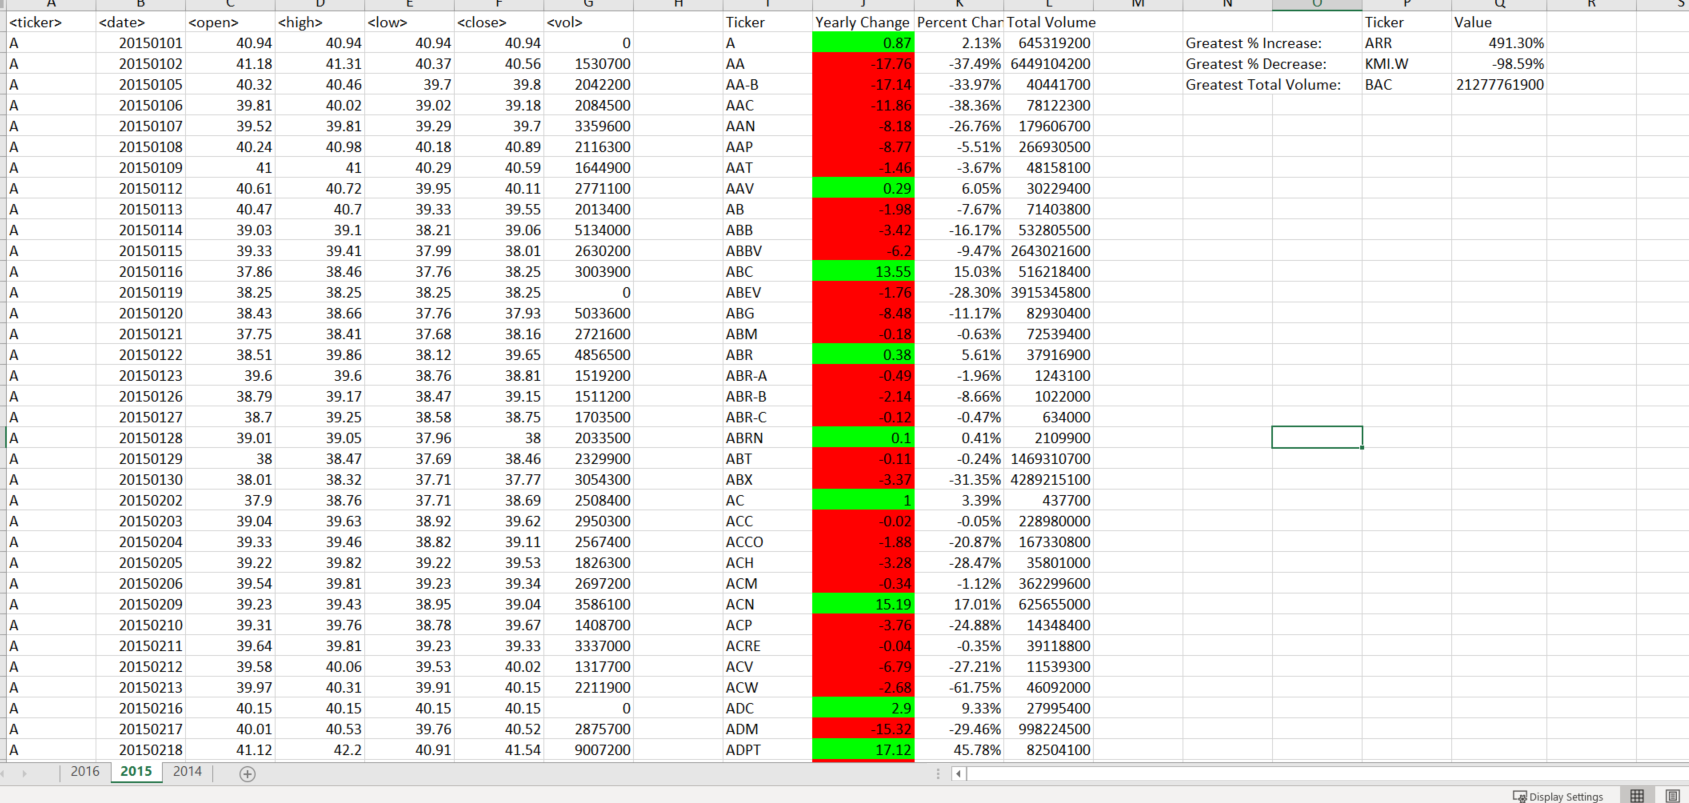 A B C D E F G H I J K L M N O P Q R S
<ticker> <date> <open> <high> <low> <close> <vol> Ticker Yearly Change Percent Chan Total Volume Ticker Value
A 20150101 40.94 40.94 40.94 40.94 0 A 0.87 2.13% 645319200 Greatest % Increase: ARR 491.30%
A 20150102 41.18 41.31 40.37 40.56 1530700 AA -17.76 -37.49% 6449104200 Greatest % Decrease: KMI.W -98.59%
A 20150105 40.32 40.46 39.7 39.8 2042200 AA-B -17.14 -33.97% 40441700 Greatest Total Volume: BAC 21277761900
A 20150106 39.81 40.02 39.02 39.18 2084500 AAC -11.86 -38.36% 78122300
A 20150107 39.52 39.81 39.29 39.7 3359600 AAN -8.18 -26.76% 179606700
A 20150108 40.24 40.98 40.18 40.89 2116300 AAP -8.77 -5.51% 266930500
A 20150109 41 41 40.29 40.59 1644900 AAT -1.46 -3.67% 48158100
A 20150112 40.61 40.72 39.95 40.11 2771100 AAV 0.29 6.05% 30229400
A 20150113 40.47 40.7 39.33 39.55 2013400 AB -1.98 -7.67% 71403800
A 20150114 39.03 39.1 38.21 39.06 5134000 ABB -3.42 -16.17% 532805500
A 20150115 39.33 39.41 37.99 38.01 2630200 ABBV -6.2 -9.47% 2643021600
A 20150116 37.86 38.46 37.76 38.25 3003900 ABC 13.55 15.03% 516218400
A 20150119 38.25 38.25 38.25 38.25 0 ABEV -1.76 -28.30% 3915345800
A 20150120 38.43 38.66 37.76 37.93 5033600 ABG -8.48 -11.17% 82930400
A 20150121 37.75 38.41 37.68 38.16 2721600 ABM -0.18 -0.63% 72539400
A 20150122 38.51 39.86 38.12 39.65 4856500 ABR 0.38 5.61% 37916900
A 20150123 39.6 39.6 38.76 38.81 1519200 ABR-A -0.49 -1.96% 1243100
A 20150126 38.79 39.17 38.47 39.15 1511200 ABR-B -2.14 -8.66% 1022000
A 20150127 38.7 39.25 38.58 38.75 1703500 ABR-C -0.12 -0.47% 634000
A 20150128 39.01 39.05 37.96 38 2033500 ABRN 0.1 0.41% 2109900
A 20150129 38 38.47 37.69 38.46 2329900 ABT -0.11 -0.24% 1469310700
A 20150130 38.01 38.32 37.71 37.77 3054300 ABX -3.37 -31.35% 4289215100
A 20150202 37.9 38.76 37.71 38.69 2508400 AC 1 3.39% 437700
A 20150203 39.04 39.63 38.92 39.62 2950300 ACC -0.02 -0.05% 228980000
A 20150204 39.33 39.46 38.82 39.11 2567400 ACCO -1.88 -20.87% 167330800
A 20150205 39.22 39.82 39.22 39.53 1826300 ACH -3.28 -28.47% 35801000
A 20150206 39.54 39.81 39.23 39.34 2697200 ACM -0.34 -1.12% 362299600
A 20150209 39.23 39.43 38.95 39.04 3586100 ACN 15.19 17.01% 625655000
A 20150210 39.31 39.76 38.78 39.67 1408700 ACP -3.76 -24.88% 14348400
A 20150211 39.64 39.81 39.23 39.33 3337000 ACRE -0.04 -0.35% 39118800
A 20150212 39.58 40.06 39.53 40.02 1317700 ACV -6.79 -27.21% 11539300
A 20150213 39.97 40.31 39.91 40.15 2211900 ACW -2.68 -61.75% 46092000
A 20150216 40.15 40.15 40.15 40.15 0 ADC 2.9 9.33% 27995400
A 20150217 40.01 40.53 39.76 40.52 2875700 ADM -15.32 -29.46% 998224500
A 20150218 41.12 42.2 40.91 41.54 9007200 ADPT 17.12 45.78% 82504100
2016 2015 2014
Display Settings